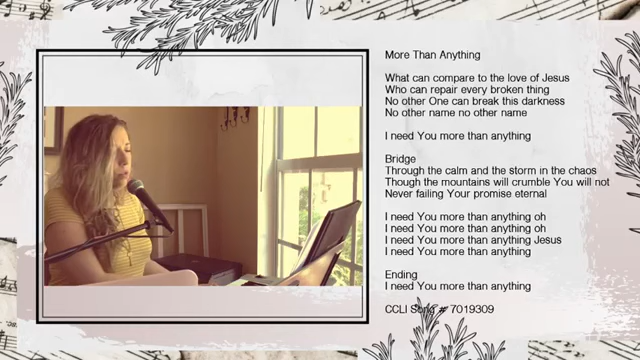 More Than Anything
What can compare to the love of Jesus
Who can repair every broken thing
No other One can break this darkness
No other name no other name
I need You more than anything
Bridge
Through the calm and the storm in the chaos
Though the mountains will crumble You will not
Never failing Your promise eternal
I need You more than anything oh
I need You more than anything oh
I need You more than anything Jesus
I need You more than anything
Ending
I need You more than anything
CCLI Song # 7019309